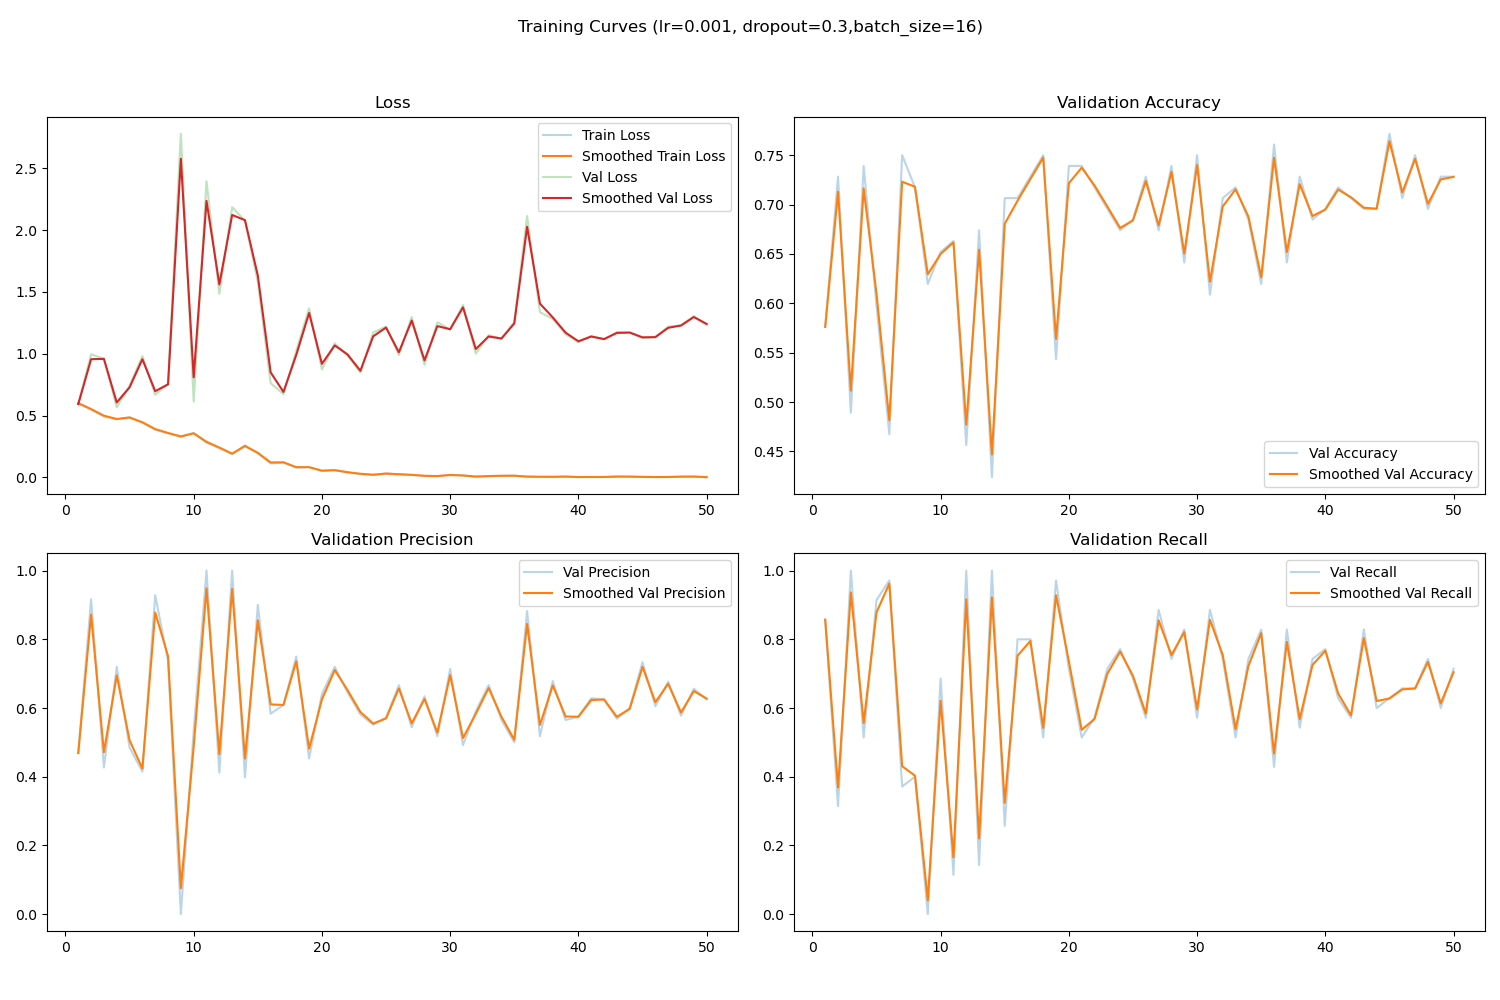 Training Curves (lr=0.001, dropout=0.3,batch_size=16)
Loss
Train Loss
Smoothed Train Loss
Val Loss
Smoothed Val Loss
2.5
2.0
1.5
1.0
0.5
0.0
0 10 20 30 40 50
Validation Accuracy
0.75
0.70
0.65
0.60
0.55
0.50
0.45
Val Accuracy
Smoothed Val Accuracy
0 10 20 30 40 50
Validation Precision
Val Precision
Smoothed Val Precision
1.0
0.8
0.6
0.4
0.2
0.0
0 10 20 30 40 50
Validation Recall
Val Recall
Smoothed Val Recall
1.0
0.8
0.6
0.4
0.2
0.0
0 10 20 30 40 50